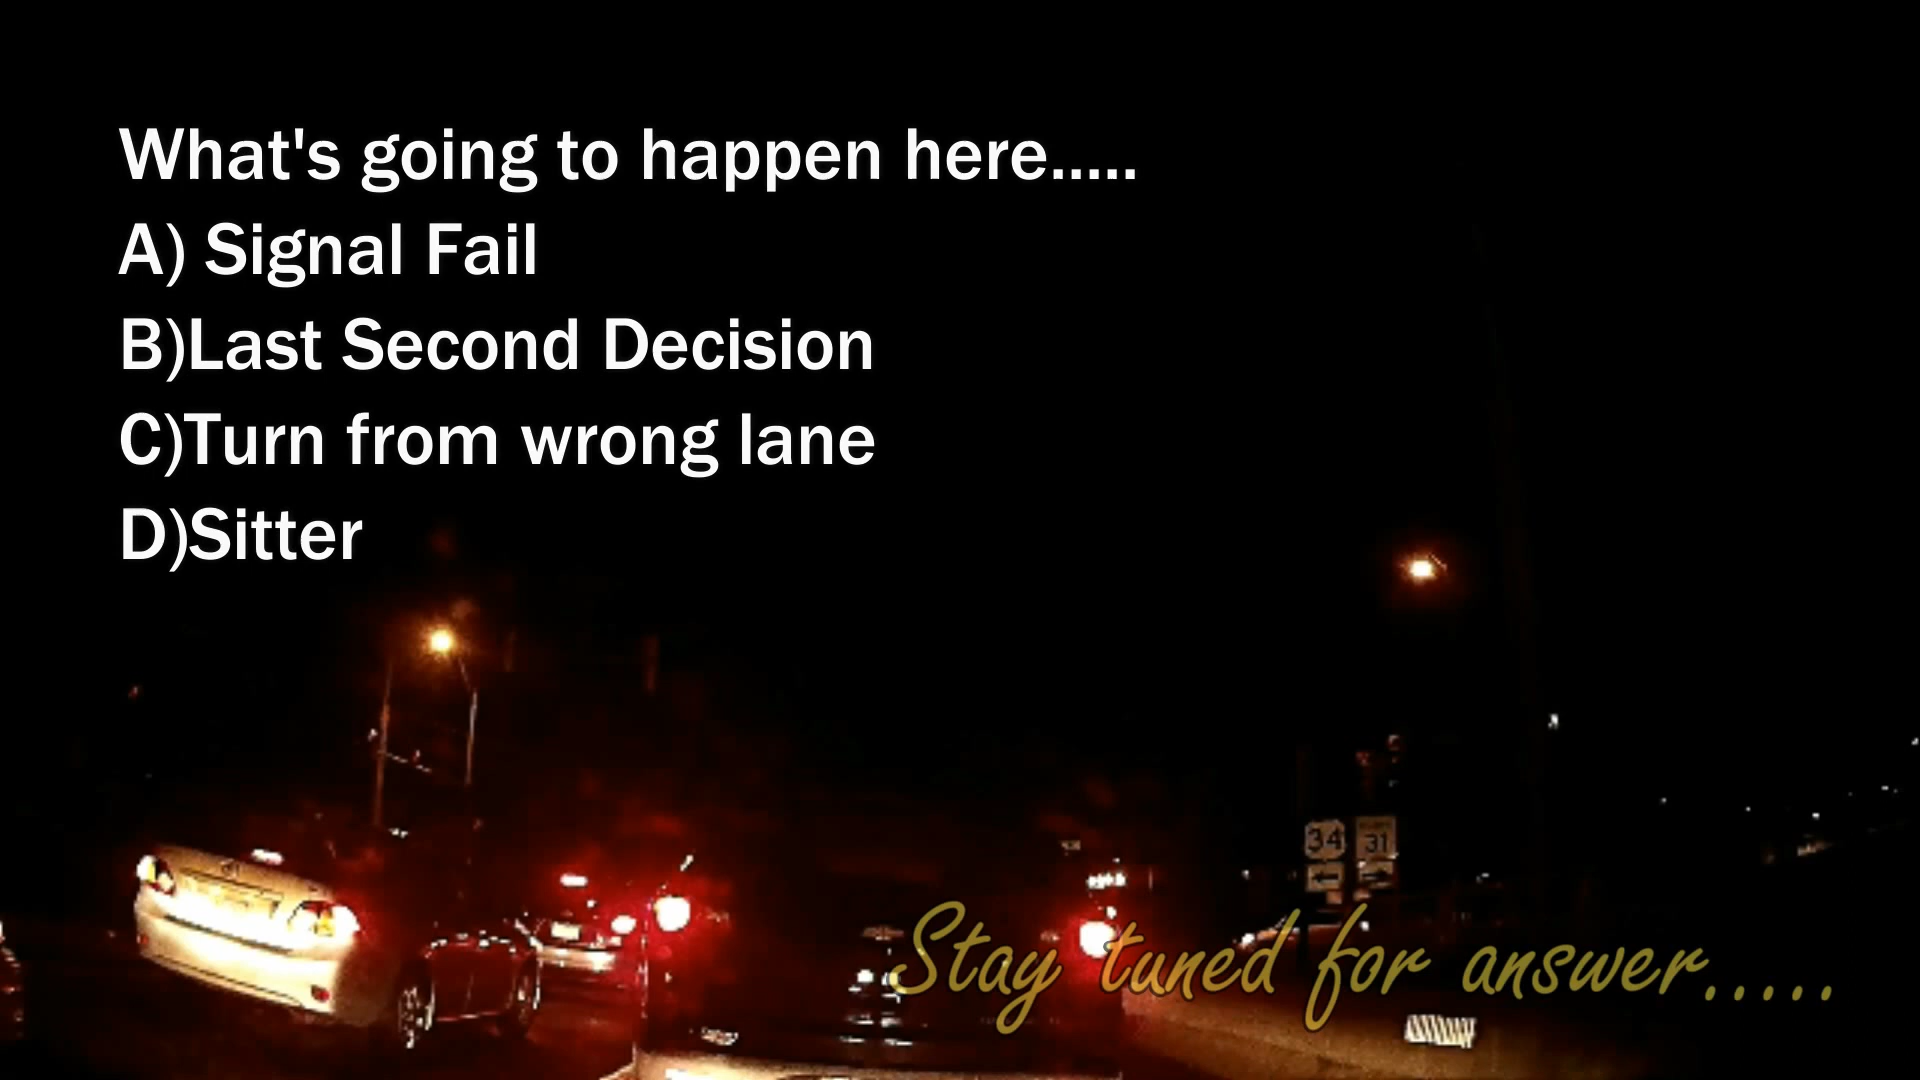 What's going to happen here.....
A) Signal Fail
B)Last Second Decision
C)Turn from wrong lane
D)Sitter
34
31
Stay tuned for answer.....